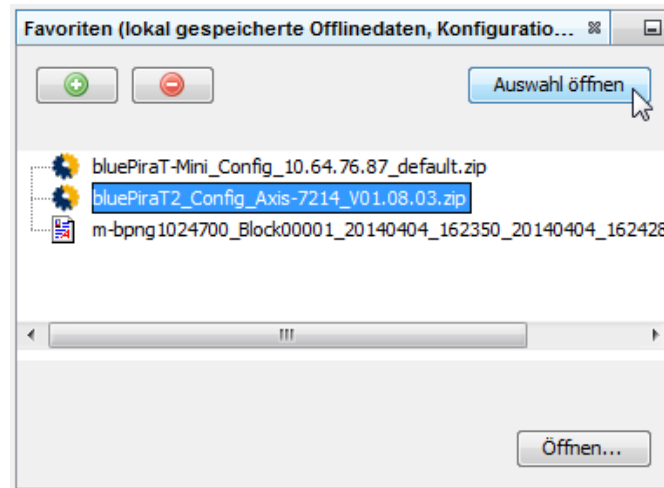 Favoriten (lokal gespeicherte Offlinedaten, Konfiguratio...
Auswahl öffnen
bluePiraT-Mini_Config_10.64.76.87_default.zip
bluePiraT2_Config_Axis-7214_V01.08.03.zip
m-bpng1024700_Block00001_20140404_162350_20140404_162428
Öffnen...